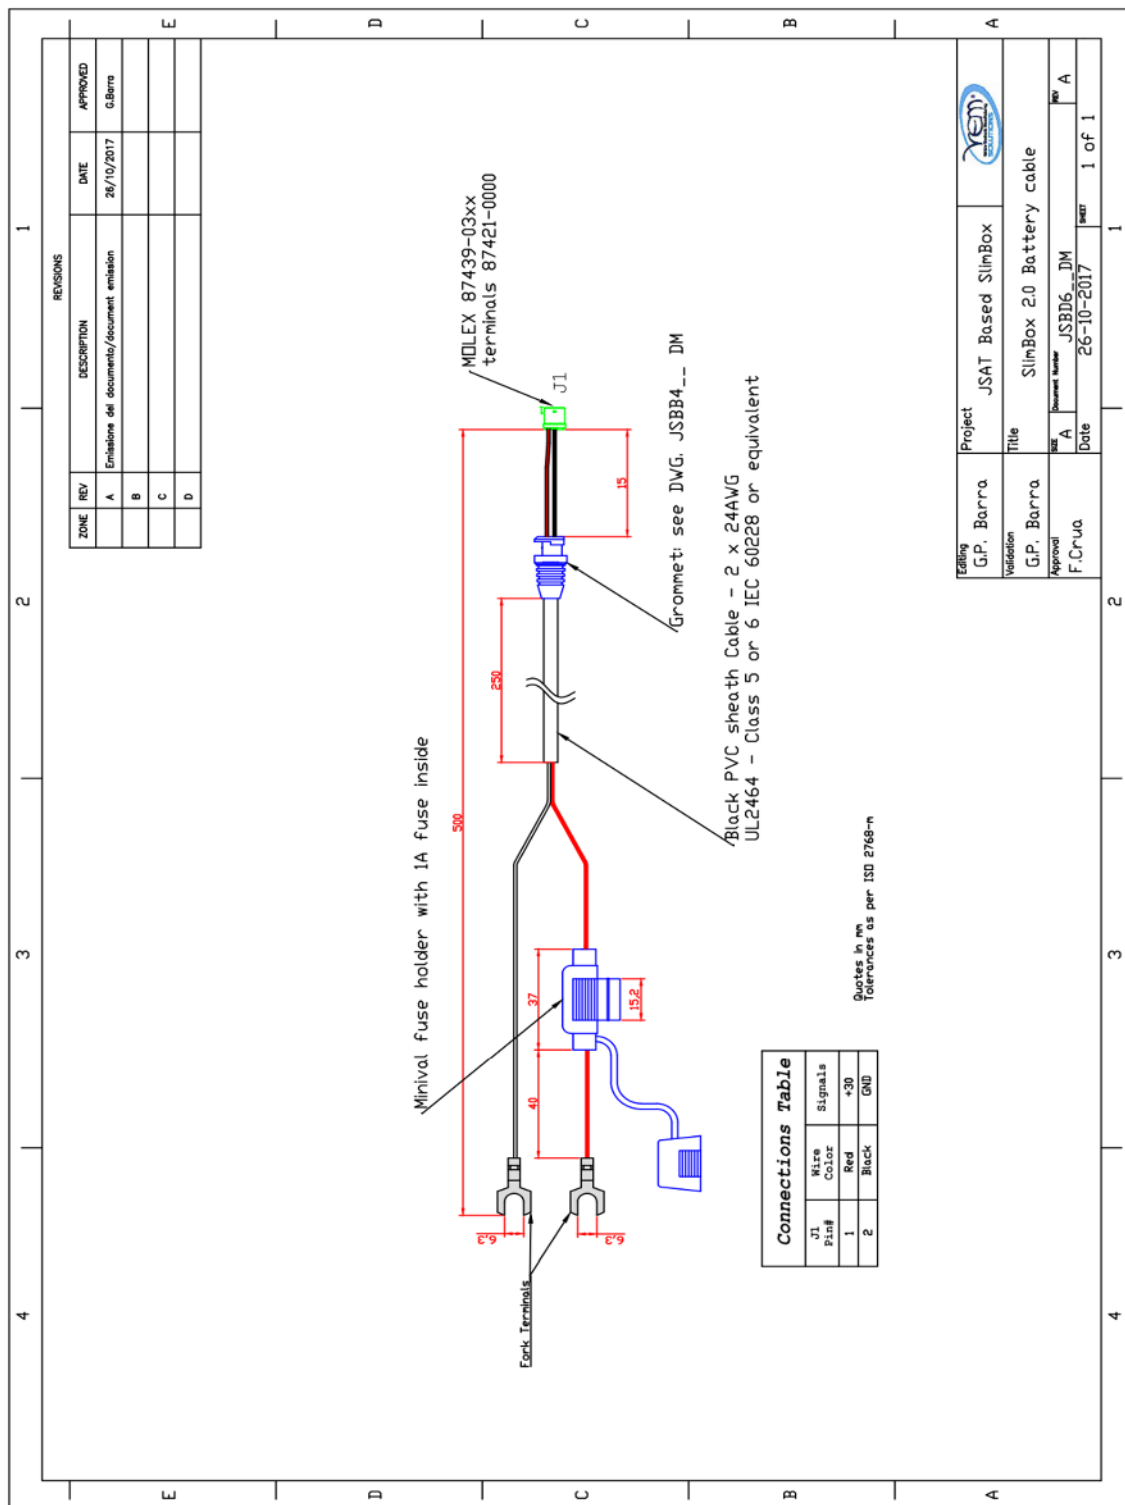 4
3
2
1
E
D
C
B
A
REVISIONS
ZONE REV DESCRIPTION DATE APPROVED
A Emissione del documento/document emission 26/10/2017 G.Barra
B
C
D
MOLEX 87439-03xx
terminals 87421-0000
J1
500
15
250
37
40
15,2
6,3
6,3
Minival fuse holder with 1A fuse inside
Fork Terminals
Grommet: see DWG. JSBB4__ DM
Black PVC sheath Cable - 2 x 24AWG
UL2464 - Class 5 or 6 IEC 60228 or equivalent
Quotes in mm
Tolerances as per ISO 2768-m
Connections Table
J1 Pin# Wire Color Signals
1 Red +30
2 Black GND
Editing
G.P. Barra
Validation
G.P. Barra
Approval
F.Crua
Project
JSAT Based SlimBox
vem
SOLUTIONS
Title
SlimBox 2.0 Battery cable
SIZE A
Document Number JSBD6__DM
REV A
Date 26-10-2017
SHEET 1 of 1
E
D
C
B
A
4
3
2
1